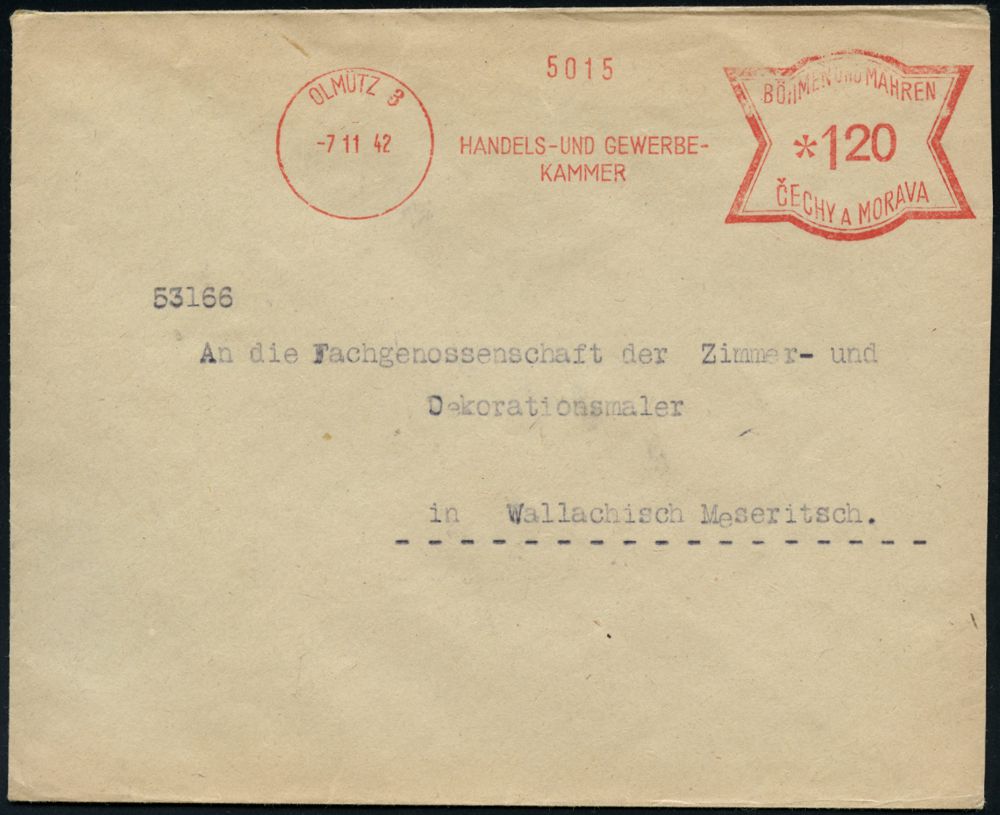 5015
OLMÜTZ 3
-7 11 42
HANDELS-UND GEWERBE-
KAMMER
BÖHMEN UND MÄHREN
*120
ČECHY A MORAVA
53166
An die Fachgenossenschaft der Zimmer- und
Dekorationsmaler
in Wallachisch Meseritsch.